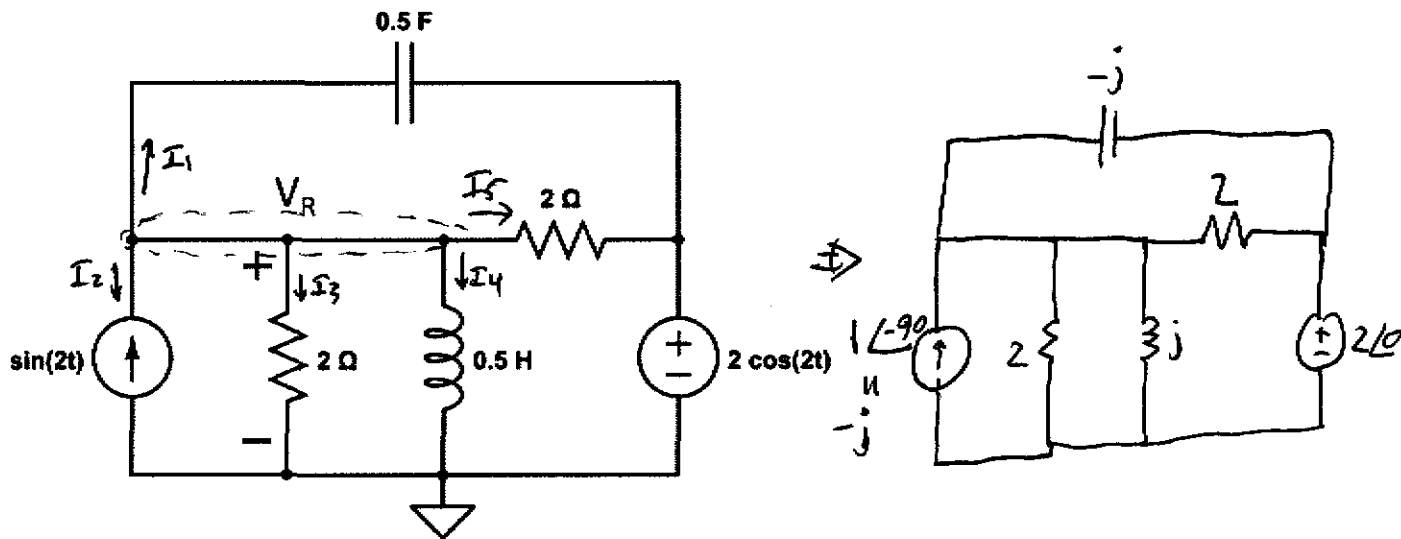 0.5 F
-j
I1
VR
I5
2 Ω
2
I2
+
I3
I4
⇒
sin(2t)
2 Ω
0.5 H
+
−
2 cos(2t)
1∠-90
"
-j
2
j
+
-
2∠0
−